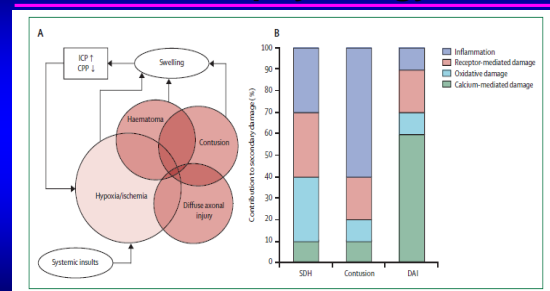 A
ICP ↑
CPP ↓
Swelling
Haematoma
Contusion
Hypoxia/ischemia
Diffuse axonal
injury
Systemic insults
B
Contribution to secondary damage (%)
100
90
80
70
60
50
40
30
20
10
0
SDH
Contusion
DAI
Inflammation
Receptor-mediated damage
Oxidative damage
Calcium-mediated damage